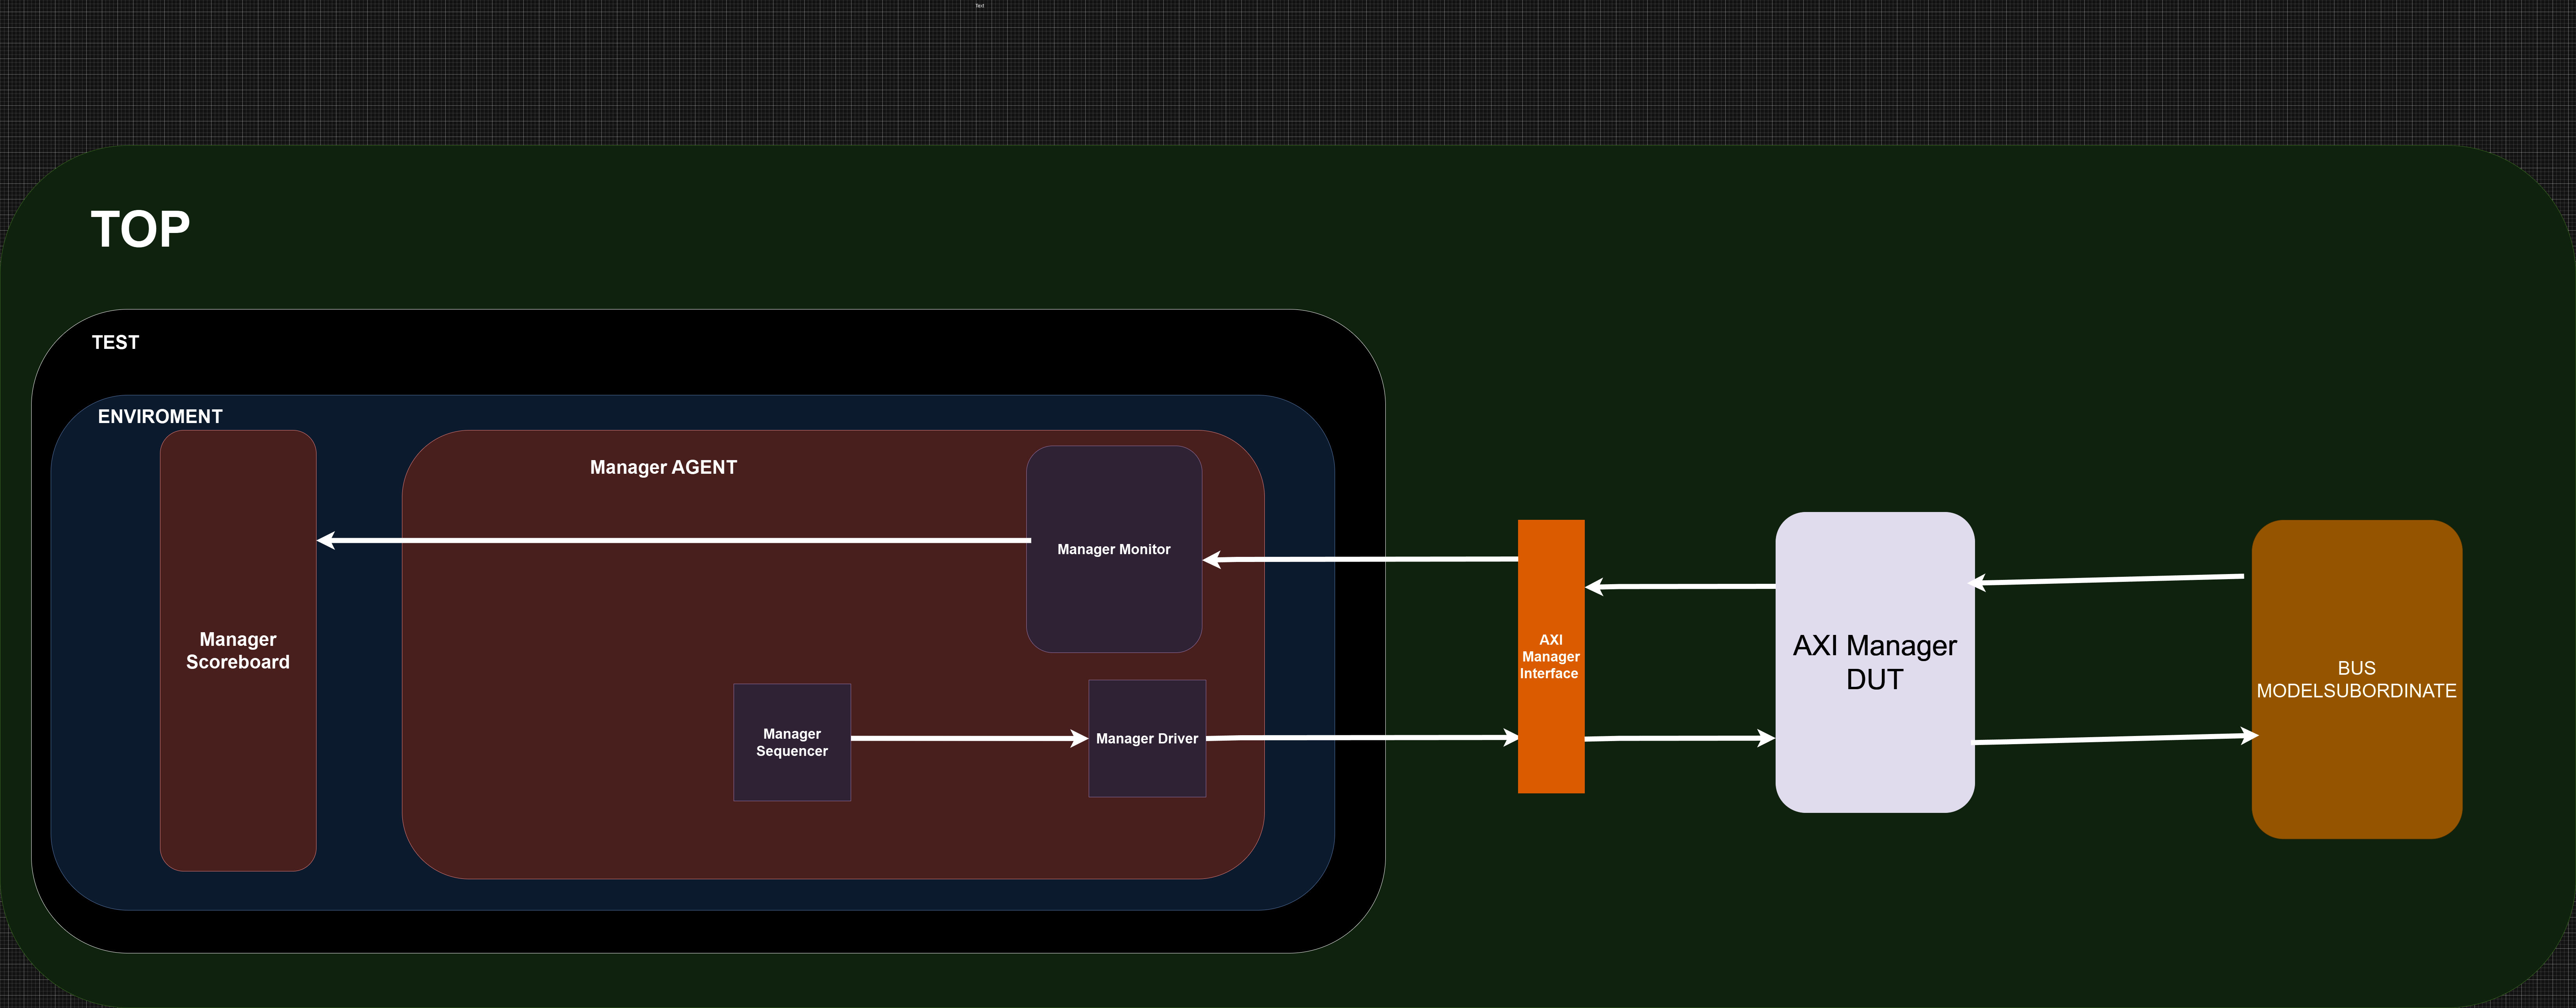 Text
TOP
TEST
ENVIROMENT
Manager AGENT
Manager Monitor
Manager
Scoreboard
Manager
Sequencer
Manager Driver
AXI
Manager
Interface
AXI Manager
DUT
BUS
MODELSUBORDINATE